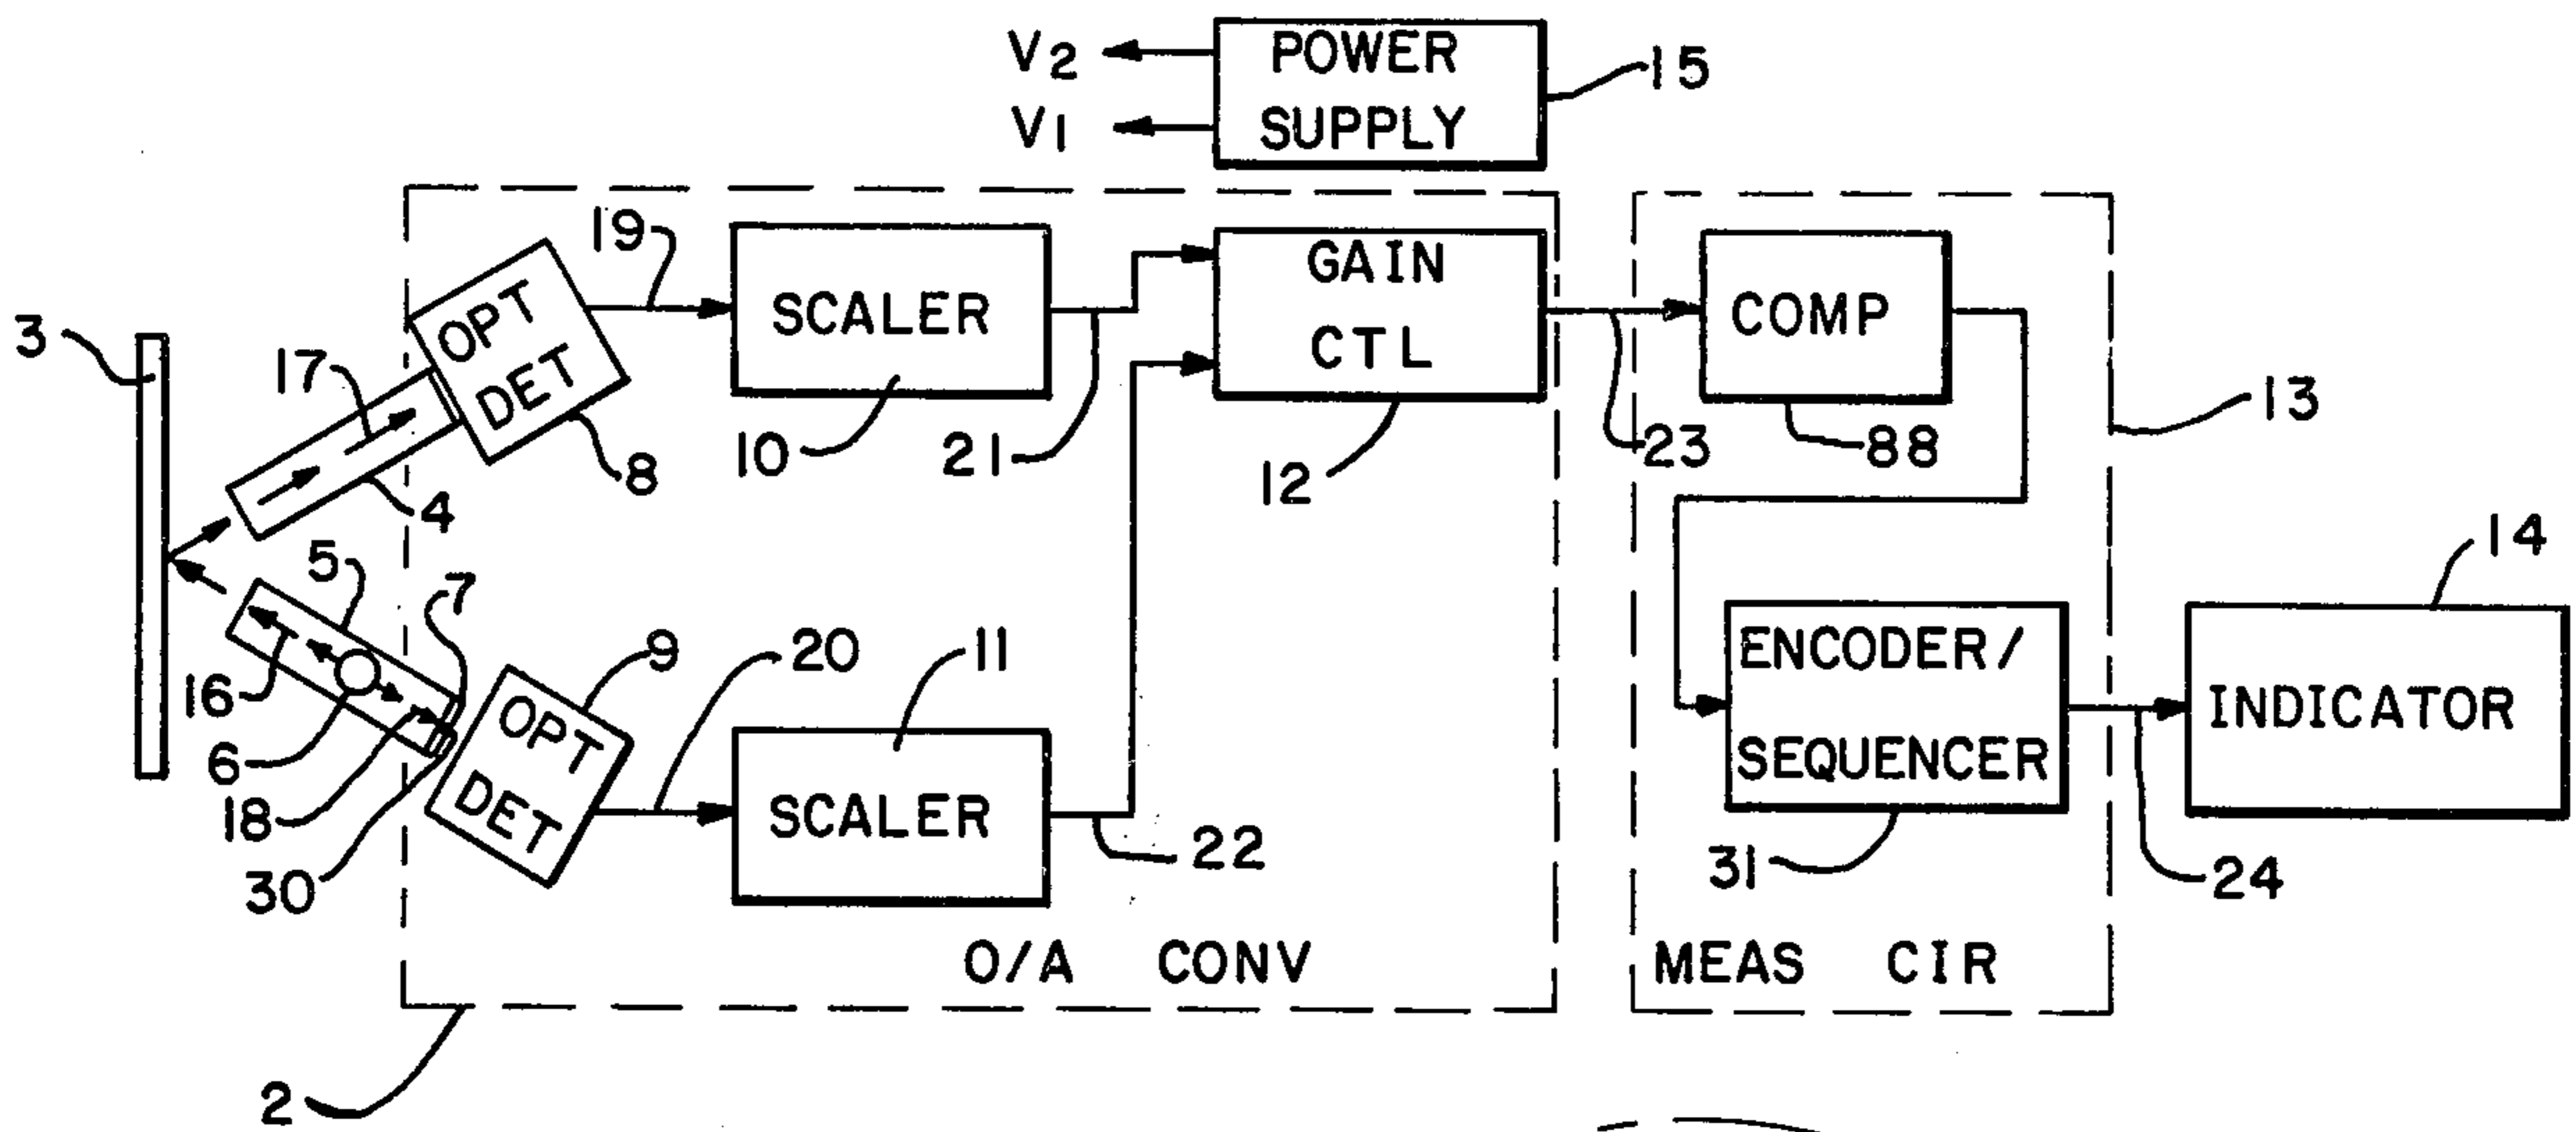 V2
POWER
SUPPLY
V1
15
19
SCALER
GAIN
CTL
COMP
OPT
DET
3
17
13
10
21
12
23
88
8
4
14
5
7
9
20
11
ENCODER/
SEQUENCER
INDICATOR
16
6
18
30
OPT
DET
SCALER
22
31
24
O/A CONV
MEAS CIR
2